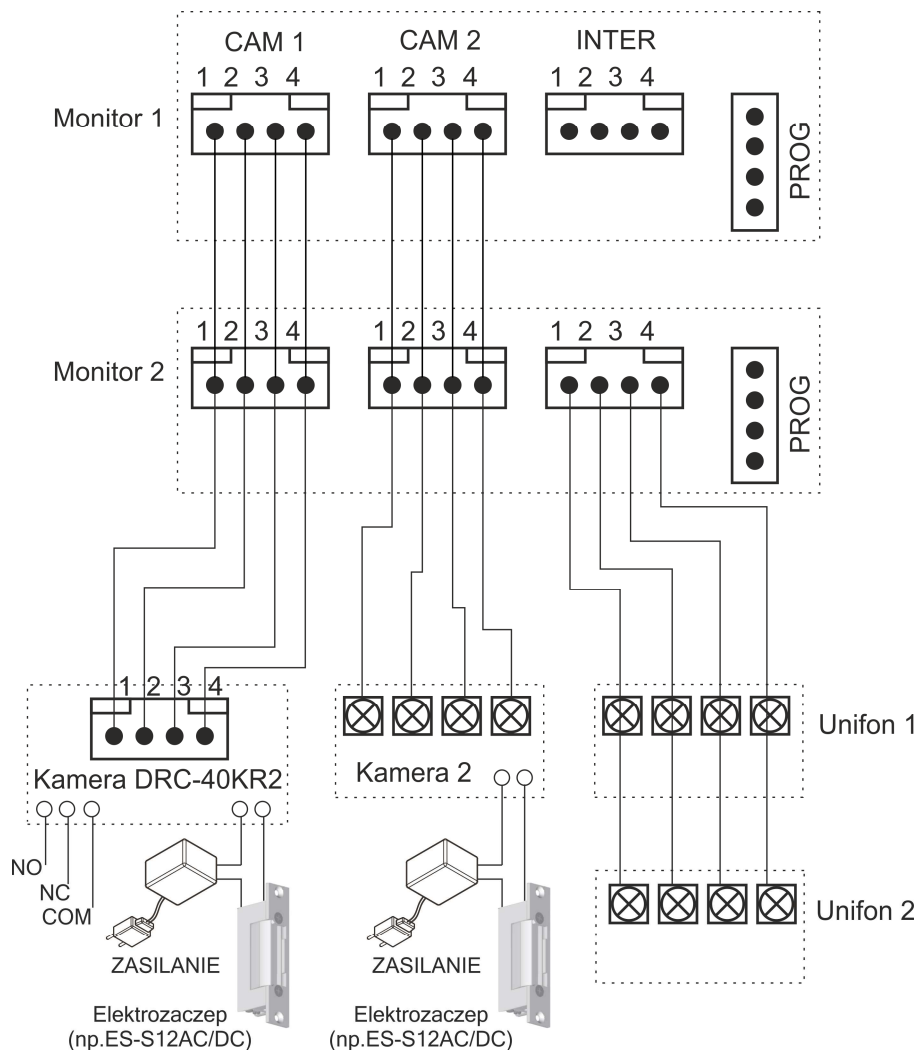 CAM 1 CAM 2 INTER
1 2 3 4 1 2 3 4 1 2 3 4
Monitor 1
PROG
1 2 3 4 1 2 3 4 1 2 3 4
Monitor 2
PROG
1 2 3 4
Kamera DRC-40KR2
Kamera 2
Unifon 1
NO
NC
COM
Unifon 2
ZASILANIE
ZASILANIE
Elektrozaczep
(np.ES-S12AC/DC)
Elektrozaczep
(np.ES-S12AC/DC)